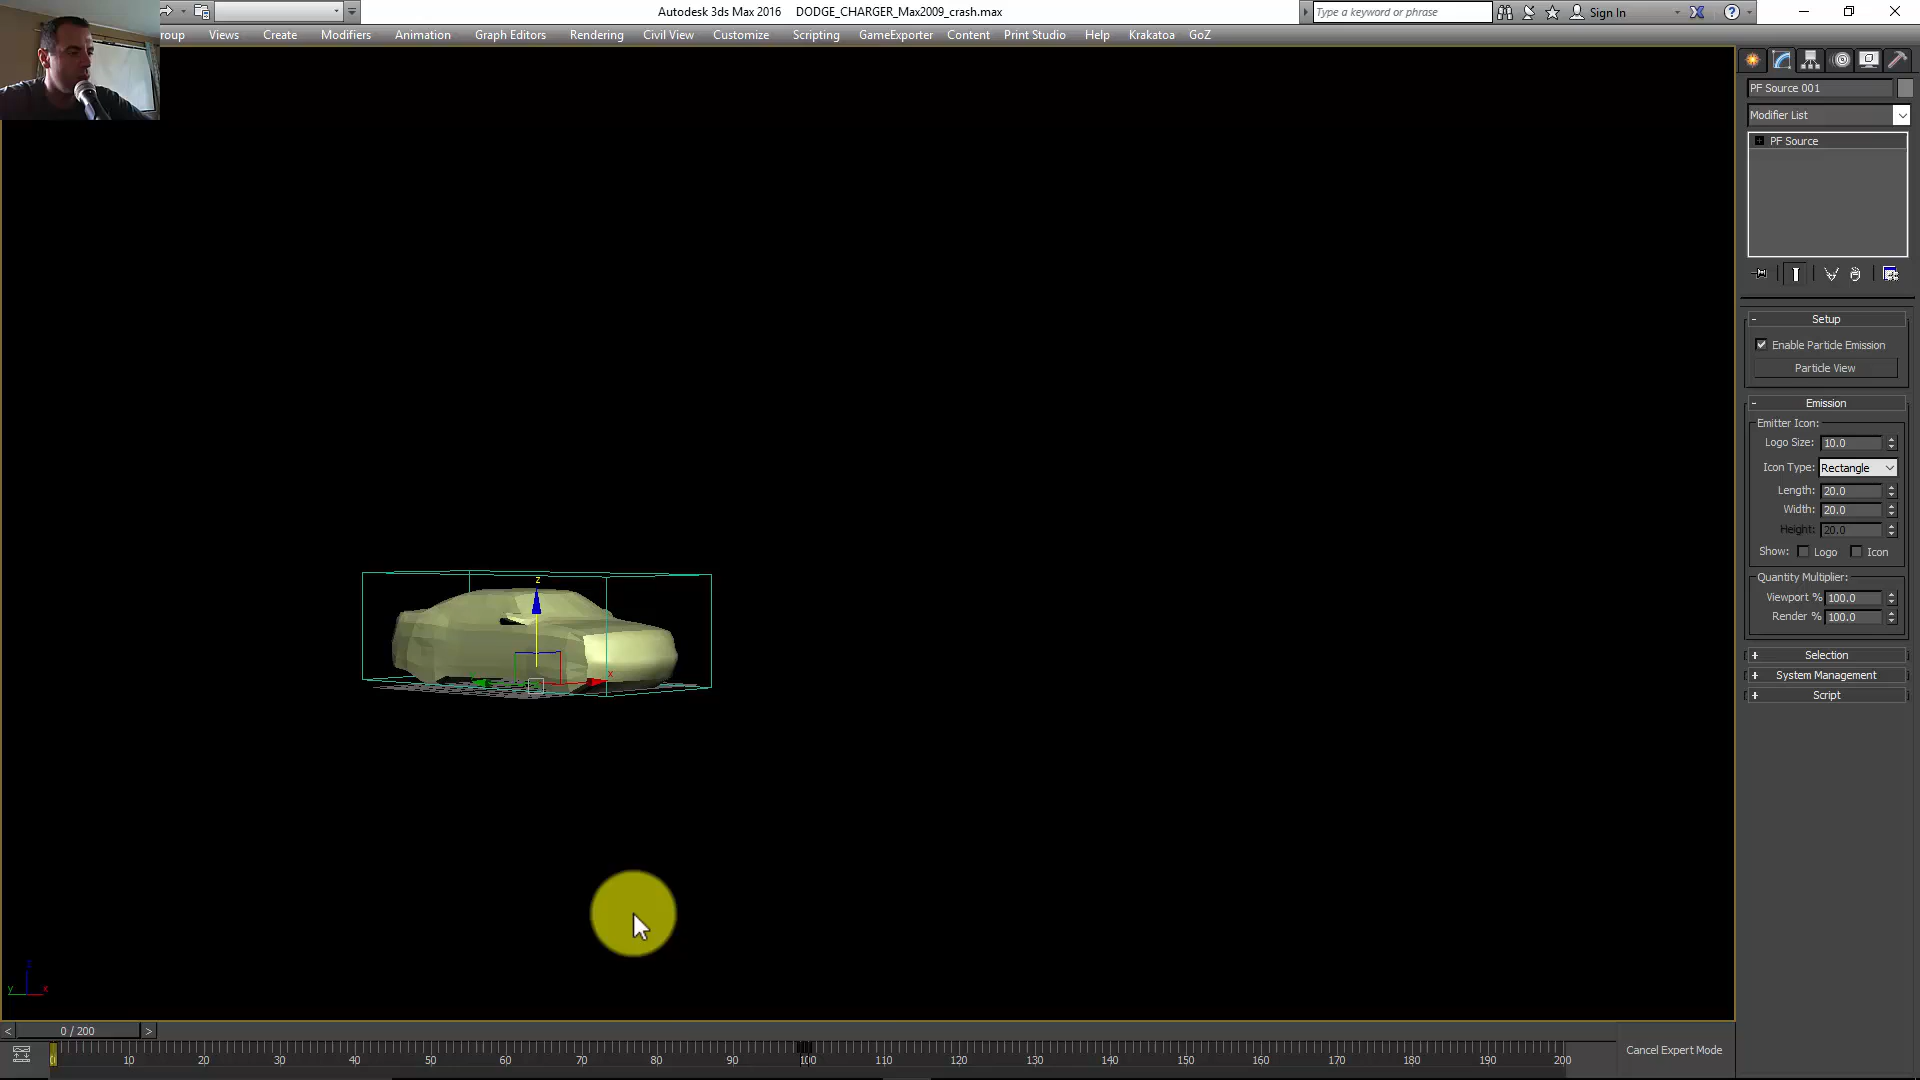 Autodesk 3ds Max 2016 DODGE_CHARGER_Max2009_crash.max
Type a keyword or phrase
Sign In
roup Views Create Modifiers Animation Graph Editors Rendering Civil View Customize Scripting GameExporter Content Print Studio Help Krakatoa GoZ
PF Source 001
Modifier List
+ PF Source
- Setup
Enable Particle Emission
Particle View
- Emission
Emitter Icon:
Logo Size: 10.0
Icon Type: Rectangle
Length: 20.0
Width: 20.0
Height: 20.0
Show: Logo Icon
Quantity Multiplier:
Viewport % 100.0
Render % 100.0
+ Selection
+ System Management
+ Script
z
x
z
y x
< 0 / 200 >
10 20 30 40 50 60 70 80 90 100 110 120 130 140 150 160 170 180 190 200
Cancel Expert Mode